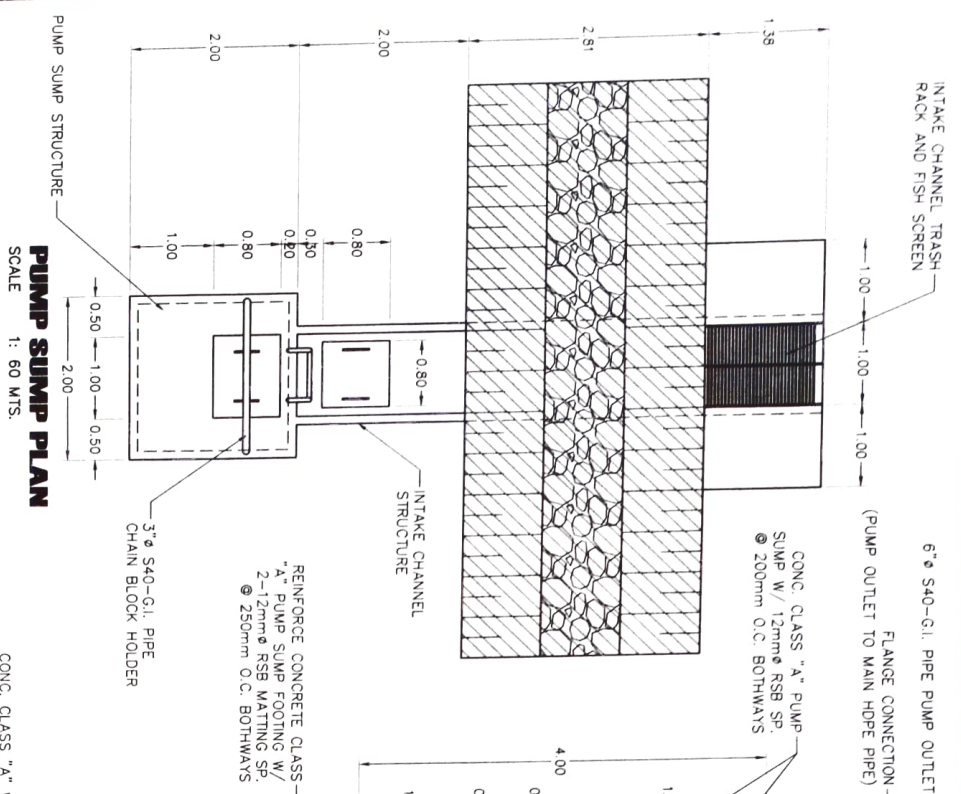 INTAKE CHANNEL TRASH
RACK AND FISH SCREEN
1.38
2.81
2.00
2.00
1.00
1.00
1.00
PUMP SUMP STRUCTURE
0.80
0.30
0.20
0.80
1.00
0.80
0.50
1.00
0.50
2.00
INTAKE CHANNEL
STRUCTURE
3"ø S40-G.I. PIPE
CHAIN BLOCK HOLDER
PUMP SUMP PLAN
SCALE 1: 60 MTS.
6"ø S40-G.I. PIPE PUMP OUTLET
FLANGE CONNECTION
(PUMP OUTLET TO MAIN HDPE PIPE)
CONC. CLASS "A" PUMP
SUMP W/ 12mmø RSB SP.
@ 200mm O.C. BOTHWAYS
4.00
REINFORCE CONCRETE CLASS
"A" PUMP SUMP FOOTING W/
2-12mmø RSB MATTING SP.
@ 250mm O.C. BOTHWAYS
CONC. CLASS "A"